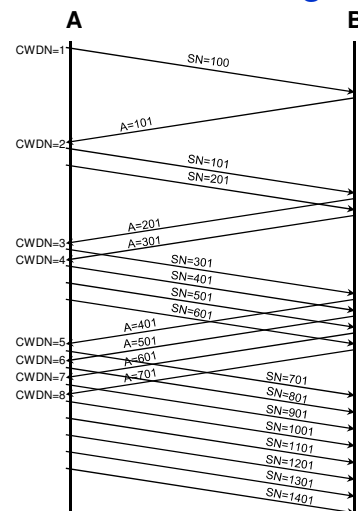 A B
CWDN=1
SN=100
A=101
CWDN=2
SN=101
SN=201
A=201
CWDN=3
A=301
CWDN=4
SN=301
SN=401
SN=501
SN=601
A=401
CWDN=5
A=501
CWDN=6
A=601
CWDN=7
A=701
CWDN=8
SN=701
SN=801
SN=901
SN=1001
SN=1101
SN=1201
SN=1301
SN=1401